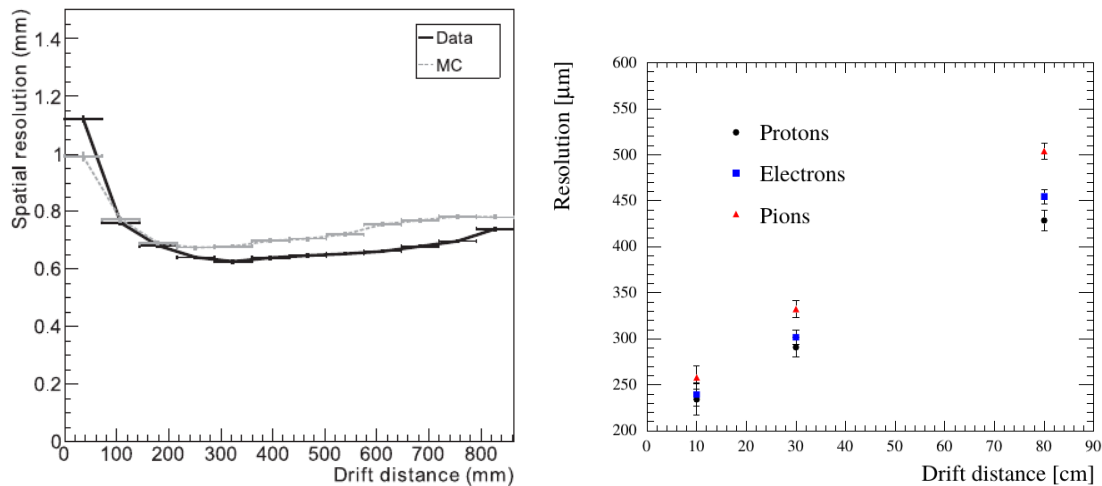 Spatial resolution (mm)
1.4
1.2
1
0.8
0.6
0.4
0.2
0
Data
MC
0 100 200 300 400 500 600 700 800
Drift distance (mm)
Resolution [µm]
600
550
500
450
400
350
300
250
200
Protons
Electrons
Pions
0 10 20 30 40 50 60 70 80 90
Drift distance [cm]